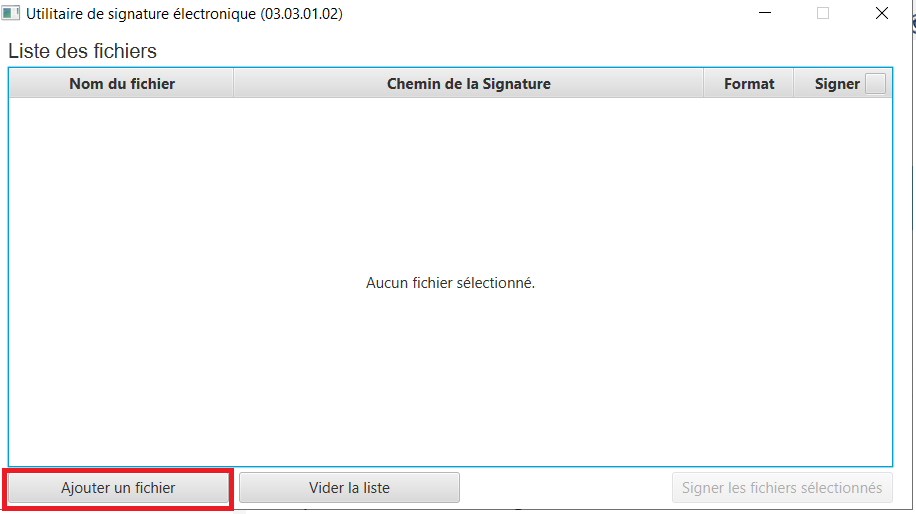 Utilitaire de signature électronique (03.03.01.02)
Liste des fichiers
Nom du fichier Chemin de la Signature Format Signer
Aucun fichier sélectionné.
Ajouter un fichier Vider la liste Signer les fichiers sélectionnés